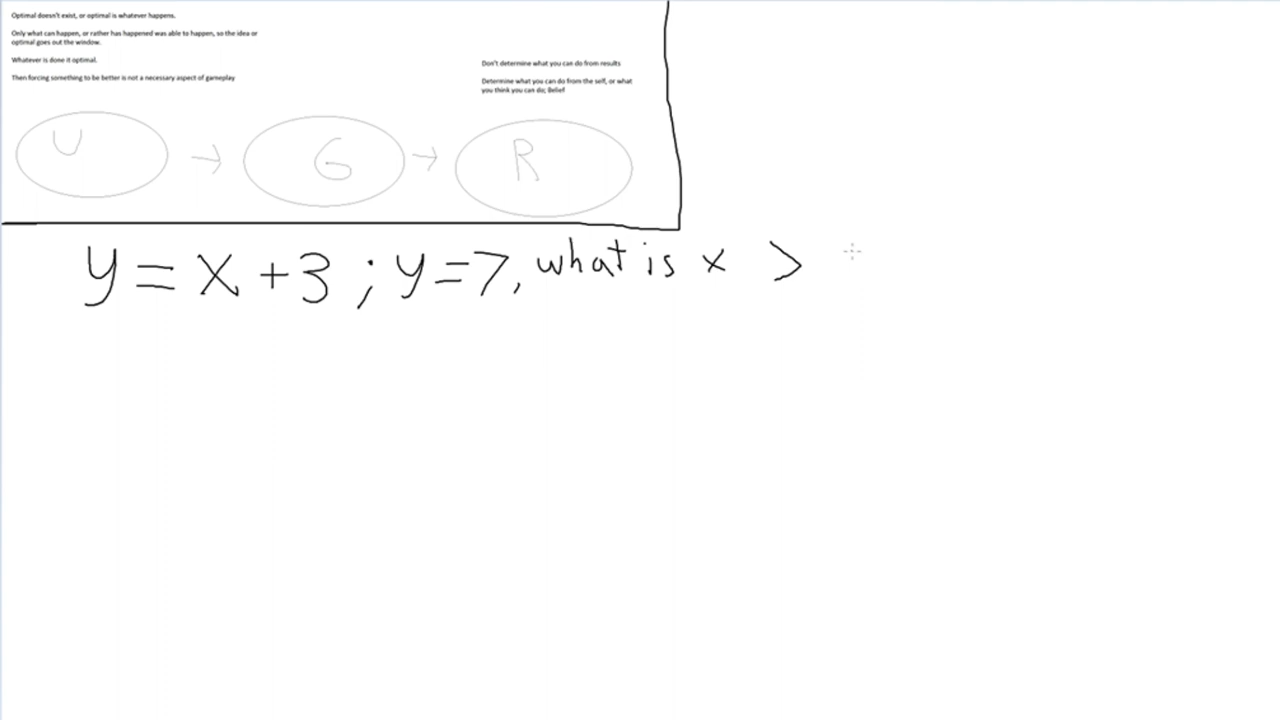 Optimal doesn't exist, or optimal is whatever happens.
Only what can happen, or rather has happened was able to happen, so the idea or
optimal goes out the window.
Whatever is done it optimal.
Then forcing something to be better is not a necessary aspect of gameplay
Don't determine what you can do from results
Determine what you can do from the self, or what
you think you can do; Belief
U → G → R
y = x + 3 ; y = 7, what is x >